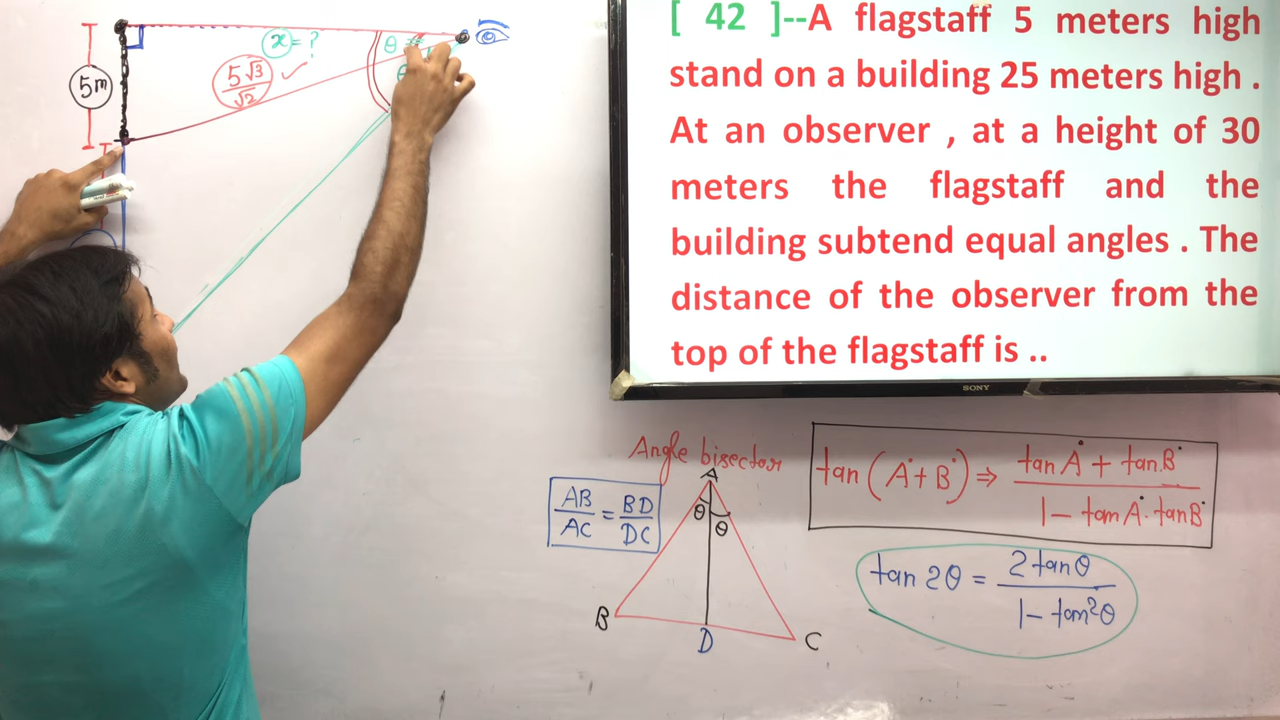 [ 42 ]--A flagstaff 5 meters high
stand on a building 25 meters high .
At an observer , at a height of 30
meters the flagstaff and the
building subtend equal angles . The
distance of the observer from the
top of the flagstaff is ..
SONY
x = ?
5√3/√2 ✓
5m
θ
Angle bisector
AB/AC = BD/DC
A
θ θ
B
D
C
tan(A+B) ⇒ (tan A + tan B)/(1 - tan A · tan B)
tan 2θ = 2 tan θ/(1 - tan²θ)